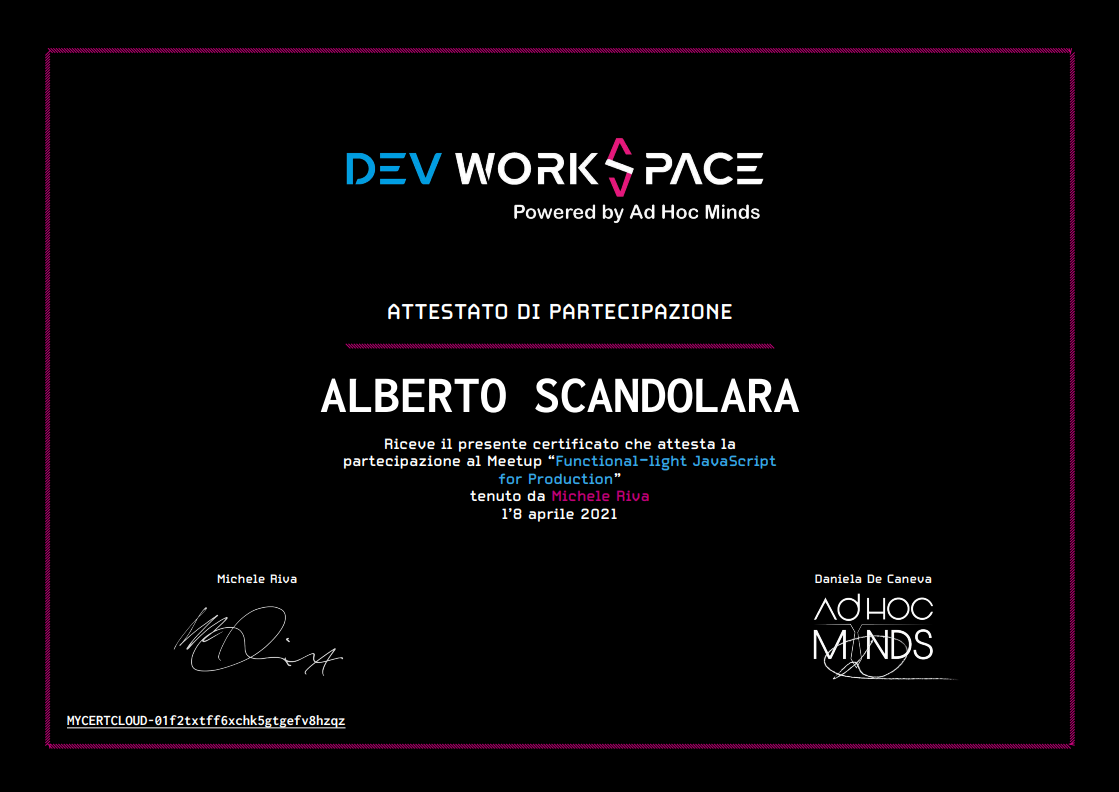 DEV WORKSPACE
Powered by Ad Hoc Minds
ATTESTATO DI PARTECIPAZIONE
ALBERTO SCANDOLARA
Riceve il presente certificato che attesta la
partecipazione al Meetup “Functional-light JavaScript
for Production”
tenuto da Michele Riva
l'8 aprile 2021
Michele Riva
Daniela De Caneva
Ad HOC
MINDS
MYCERTCLOUD-01f2txtff6xchk5gtgefv8hzqz